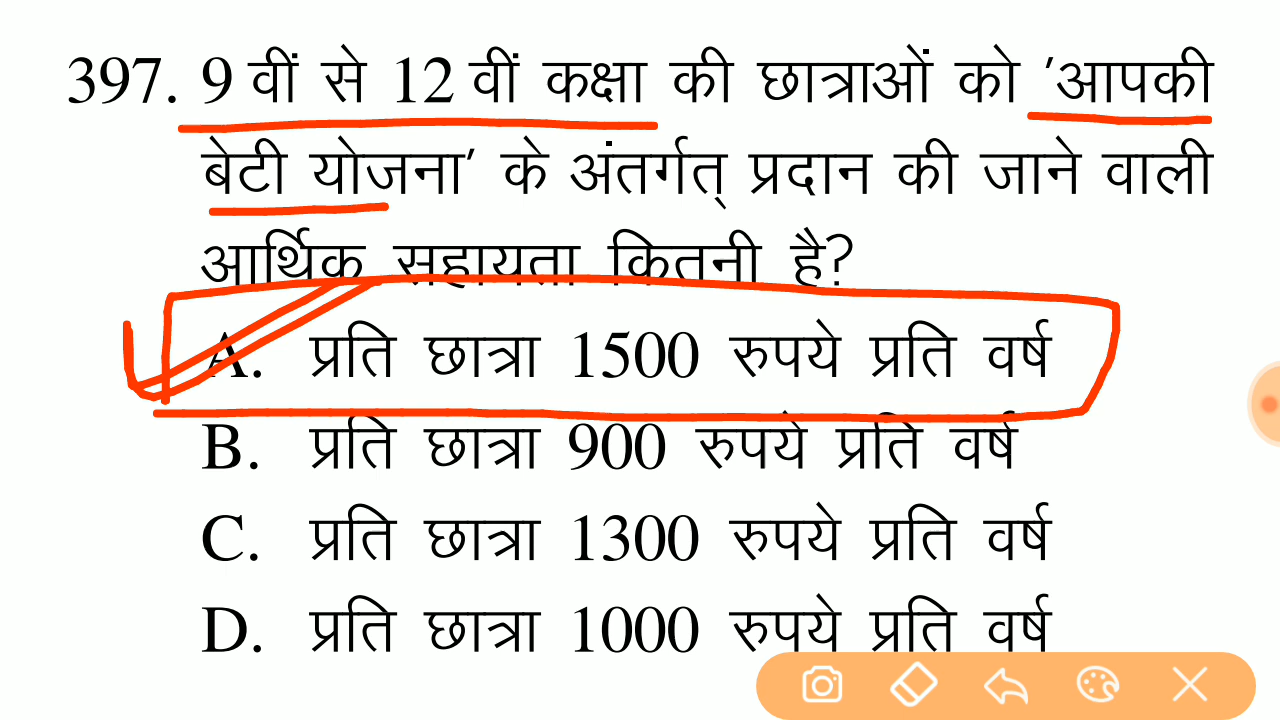 397. 9 वीं से 12 वीं कक्षा की छात्राओं को 'आपकी
बेटी योजना' के अंतर्गत् प्रदान की जाने वाली
आर्थिक सहायता कितनी है?
A. प्रति छात्रा 1500 रुपये प्रति वर्ष
B. प्रति छात्रा 900 रुपये प्रति वर्ष
C. प्रति छात्रा 1300 रुपये प्रति वर्ष
D. प्रति छात्रा 1000 रुपये प्रति वर्ष